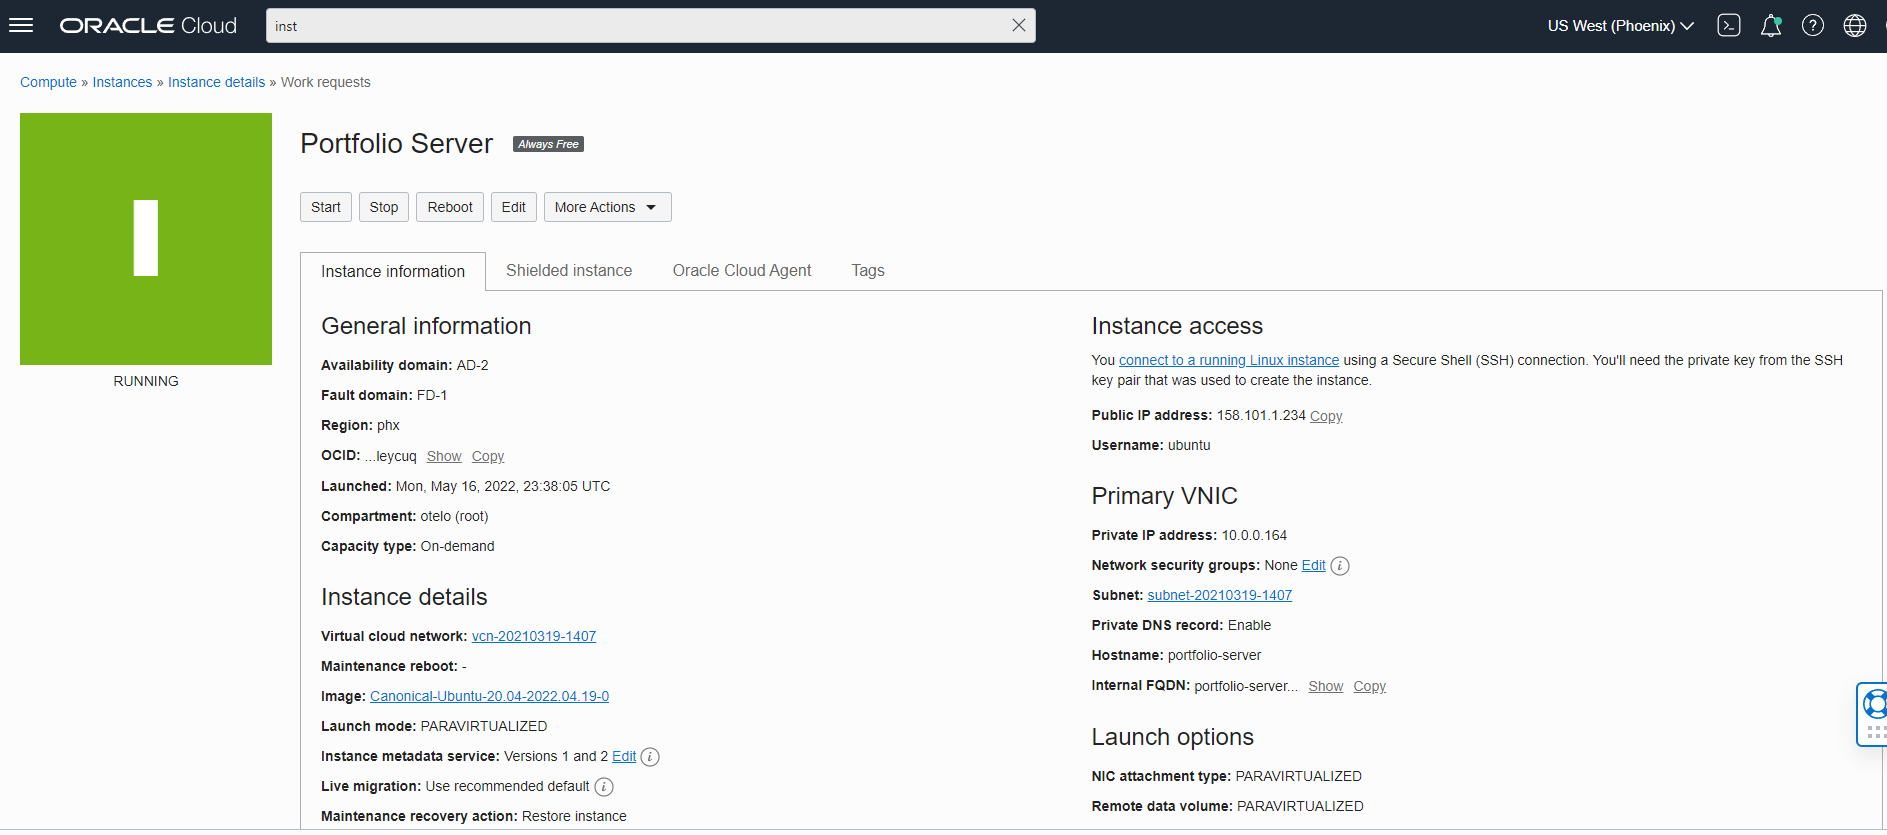 ORACLE Cloud
inst
US West (Phoenix)
Compute » Instances » Instance details » Work requests
RUNNING
Portfolio Server Always Free
Start Stop Reboot Edit More Actions
Instance information Shielded instance Oracle Cloud Agent Tags
General information
Availability domain: AD-2
Fault domain: FD-1
Region: phx
OCID: ...leycuq Show Copy
Launched: Mon, May 16, 2022, 23:38:05 UTC
Compartment: otelo (root)
Capacity type: On-demand
Instance details
Virtual cloud network: vcn-20210319-1407
Maintenance reboot: -
Image: Canonical-Ubuntu-20.04-2022.04.19-0
Launch mode: PARAVIRTUALIZED
Instance metadata service: Versions 1 and 2 Edit i
Live migration: Use recommended default i
Maintenance recovery action: Restore instance
Instance access
You connect to a running Linux instance using a Secure Shell (SSH) connection. You'll need the private key from the SSH
key pair that was used to create the instance.
Public IP address: 158.101.1.234 Copy
Username: ubuntu
Primary VNIC
Private IP address: 10.0.0.164
Network security groups: None Edit i
Subnet: subnet-20210319-1407
Private DNS record: Enable
Hostname: portfolio-server
Internal FQDN: portfolio-server... Show Copy
Launch options
NIC attachment type: PARAVIRTUALIZED
Remote data volume: PARAVIRTUALIZED